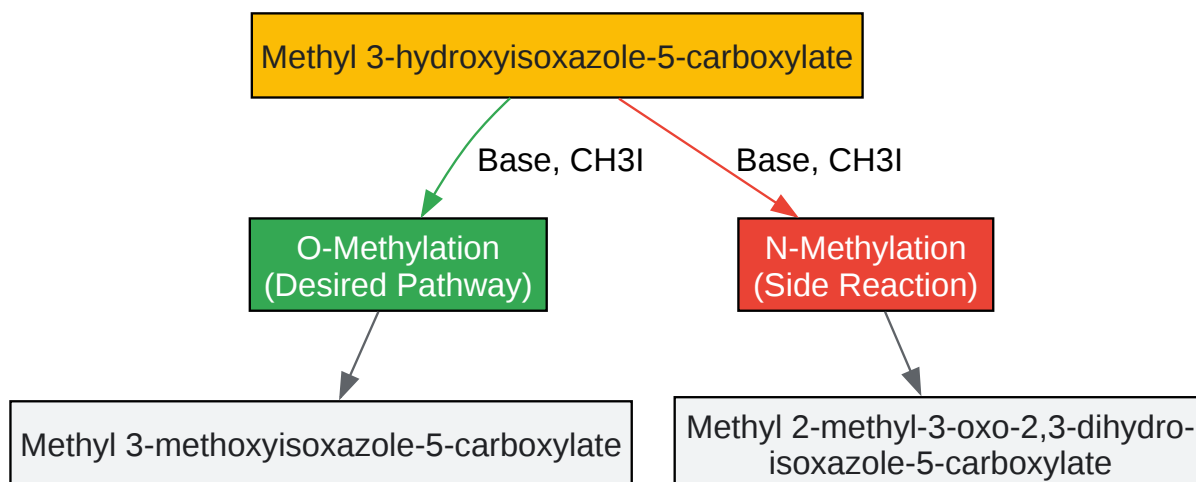 Methyl 3-hydroxyisoxazole-5-carboxylate
Base, CH3I
Base, CH3I
O-Methylation
(Desired Pathway)
N-Methylation
(Side Reaction)
Methyl 3-methoxyisoxazole-5-carboxylate
Methyl 2-methyl-3-oxo-2,3-dihydro-
isoxazole-5-carboxylate